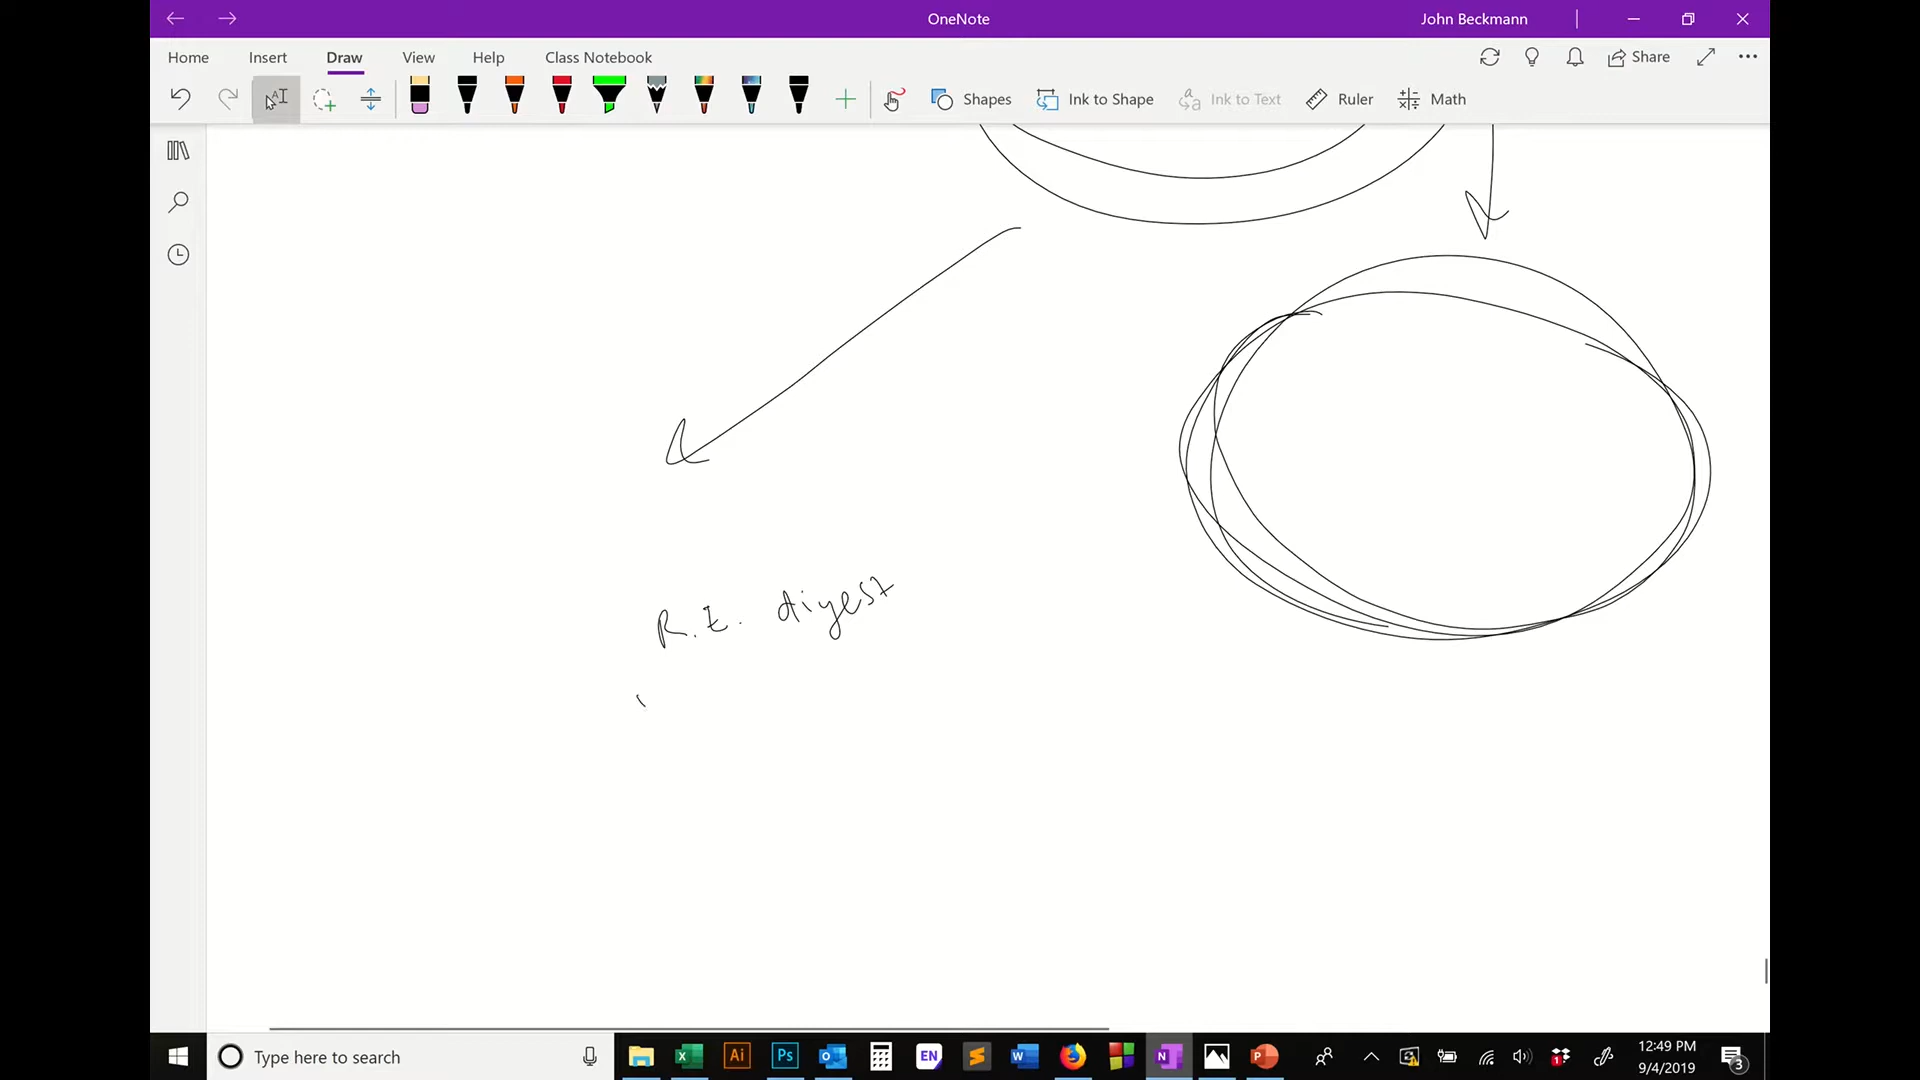 OneNote
John Beckmann
Home Insert Draw View Help Class Notebook
Share
Shapes Ink to Shape Ink to Text Ruler Math
R.E. digest
Type here to search
12:49 PM
9/4/2019